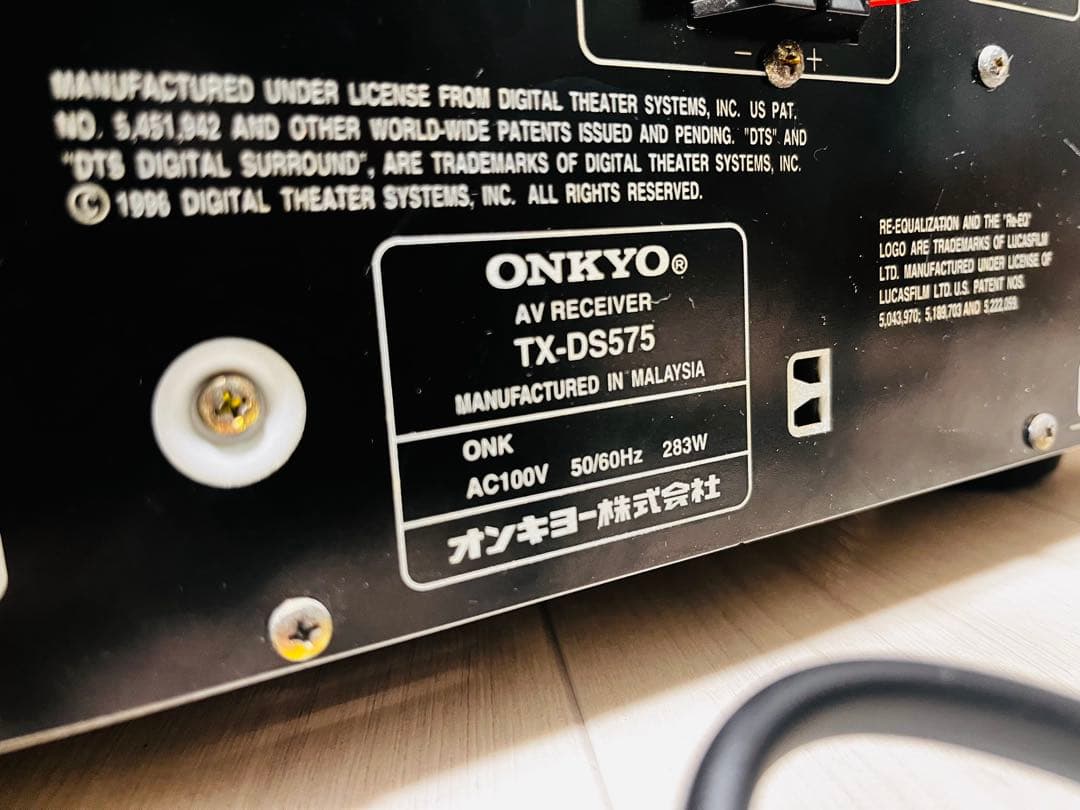 − +
MANUFACTURED UNDER LICENSE FROM DIGITAL THEATER SYSTEMS, INC. US PAT.
NO. 5,451,942 AND OTHER WORLD-WIDE PATENTS ISSUED AND PENDING. "DTS" AND
"DTS DIGITAL SURROUND", ARE TRADEMARKS OF DIGITAL THEATER SYSTEMS, INC.
© 1996 DIGITAL THEATER SYSTEMS, INC. ALL RIGHTS RESERVED.
ONKYO®
AV RECEIVER
TX-DS575
MANUFACTURED IN MALAYSIA
ONK
AC100V 50/60Hz 283W
オンキヨー株式会社
RE-EQUALIZATION AND THE "Re-EQ"
LOGO ARE TRADEMARKS OF LUCASFILM
LTD. MANUFACTURED UNDER LICENSE OF
LUCASFILM LTD. U.S. PATENT NOS.
5,043,970; 5,189,703 AND 5,222,059.